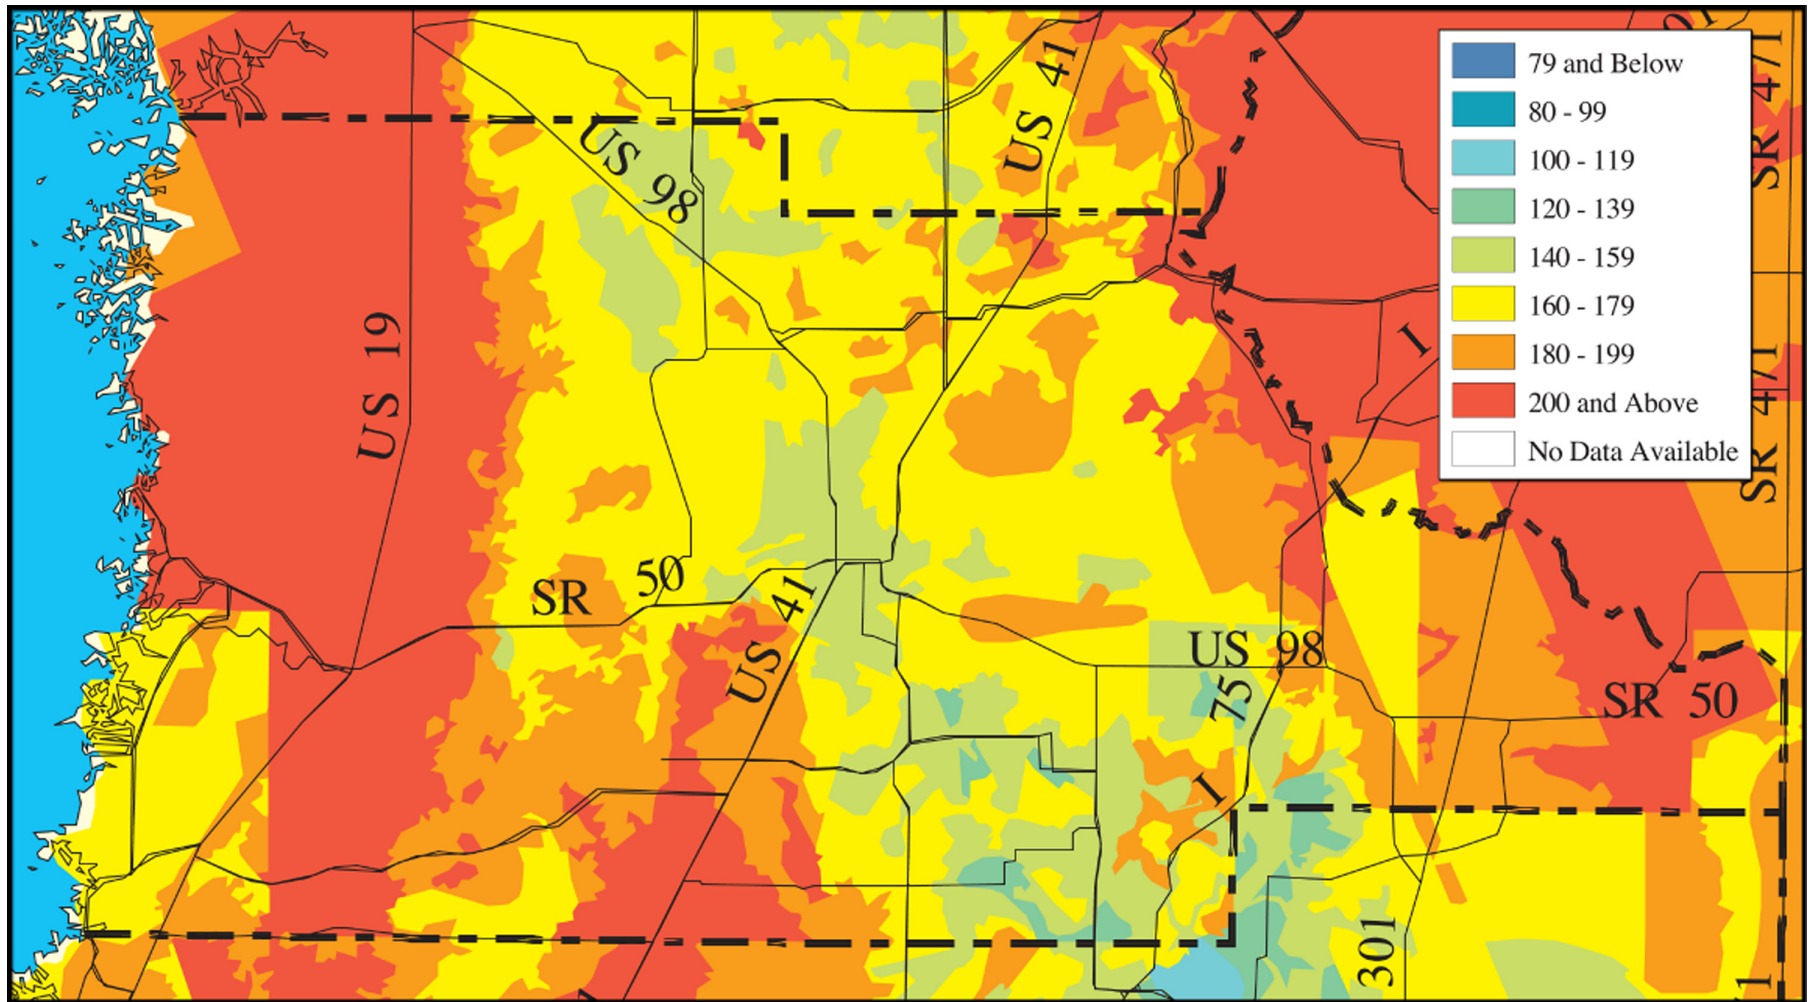 US 41
79 and Below
80 - 99
100 - 119
120 - 139
140 - 159
160 - 179
180 - 199
200 and Above
No Data Available
SR 471
US 98
US 19
I
SR 471
SR 50
US 41
US 98
75
I
SR 50
301
1